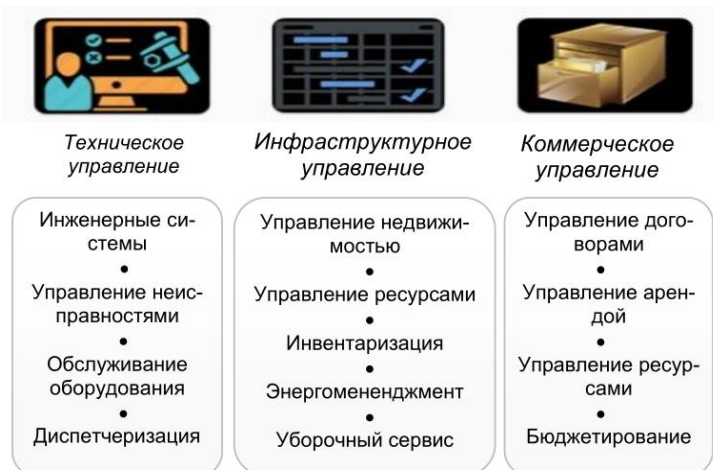 Техническое
управление
Инфраструктурное
управление
Коммерческое
управление
Инженерные си-
стемы
•
Управление неис-
правностями
•
Обслуживание
оборудования
•
Диспетчеризация
Управление недвижи-
мостью
•
Управление ресурсами
•
Инвентаризация
•
Энергомененджмент
•
Уборочный сервис
Управление дого-
ворами
•
Управление арен-
дой
•
Управление ресур-
сами
•
Бюджетирование